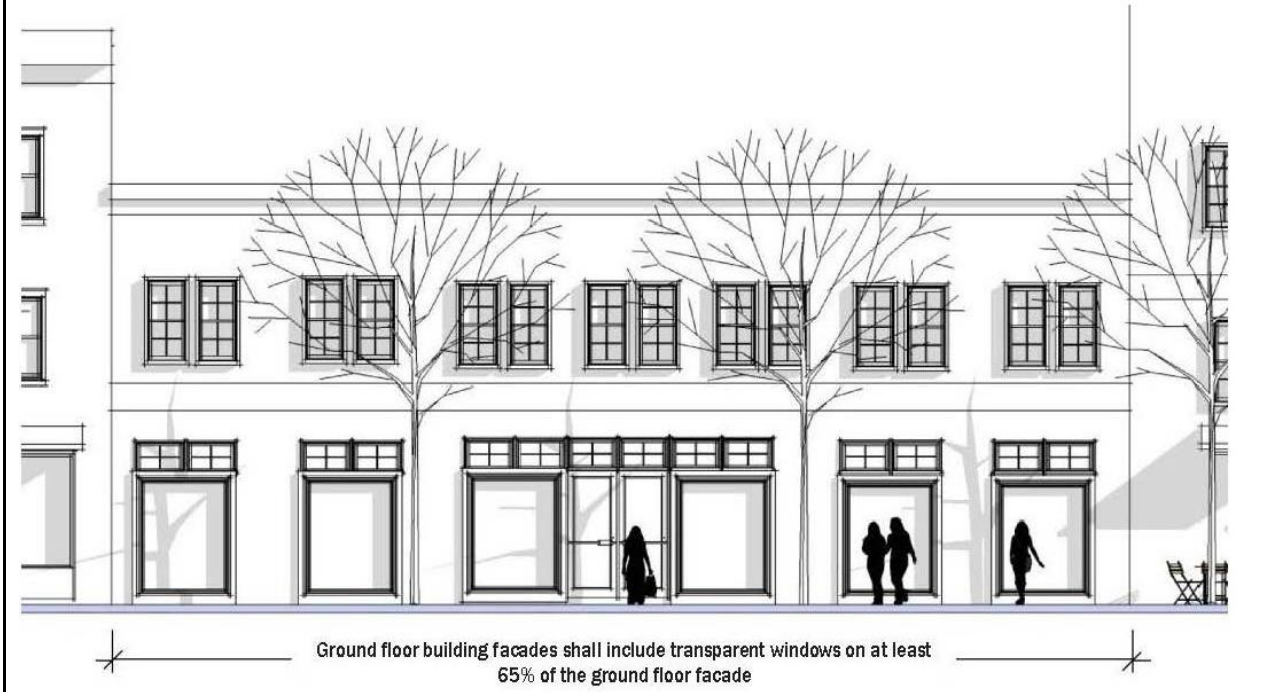 Ground floor building facades shall include transparent windows on at least
65% of the ground floor facade